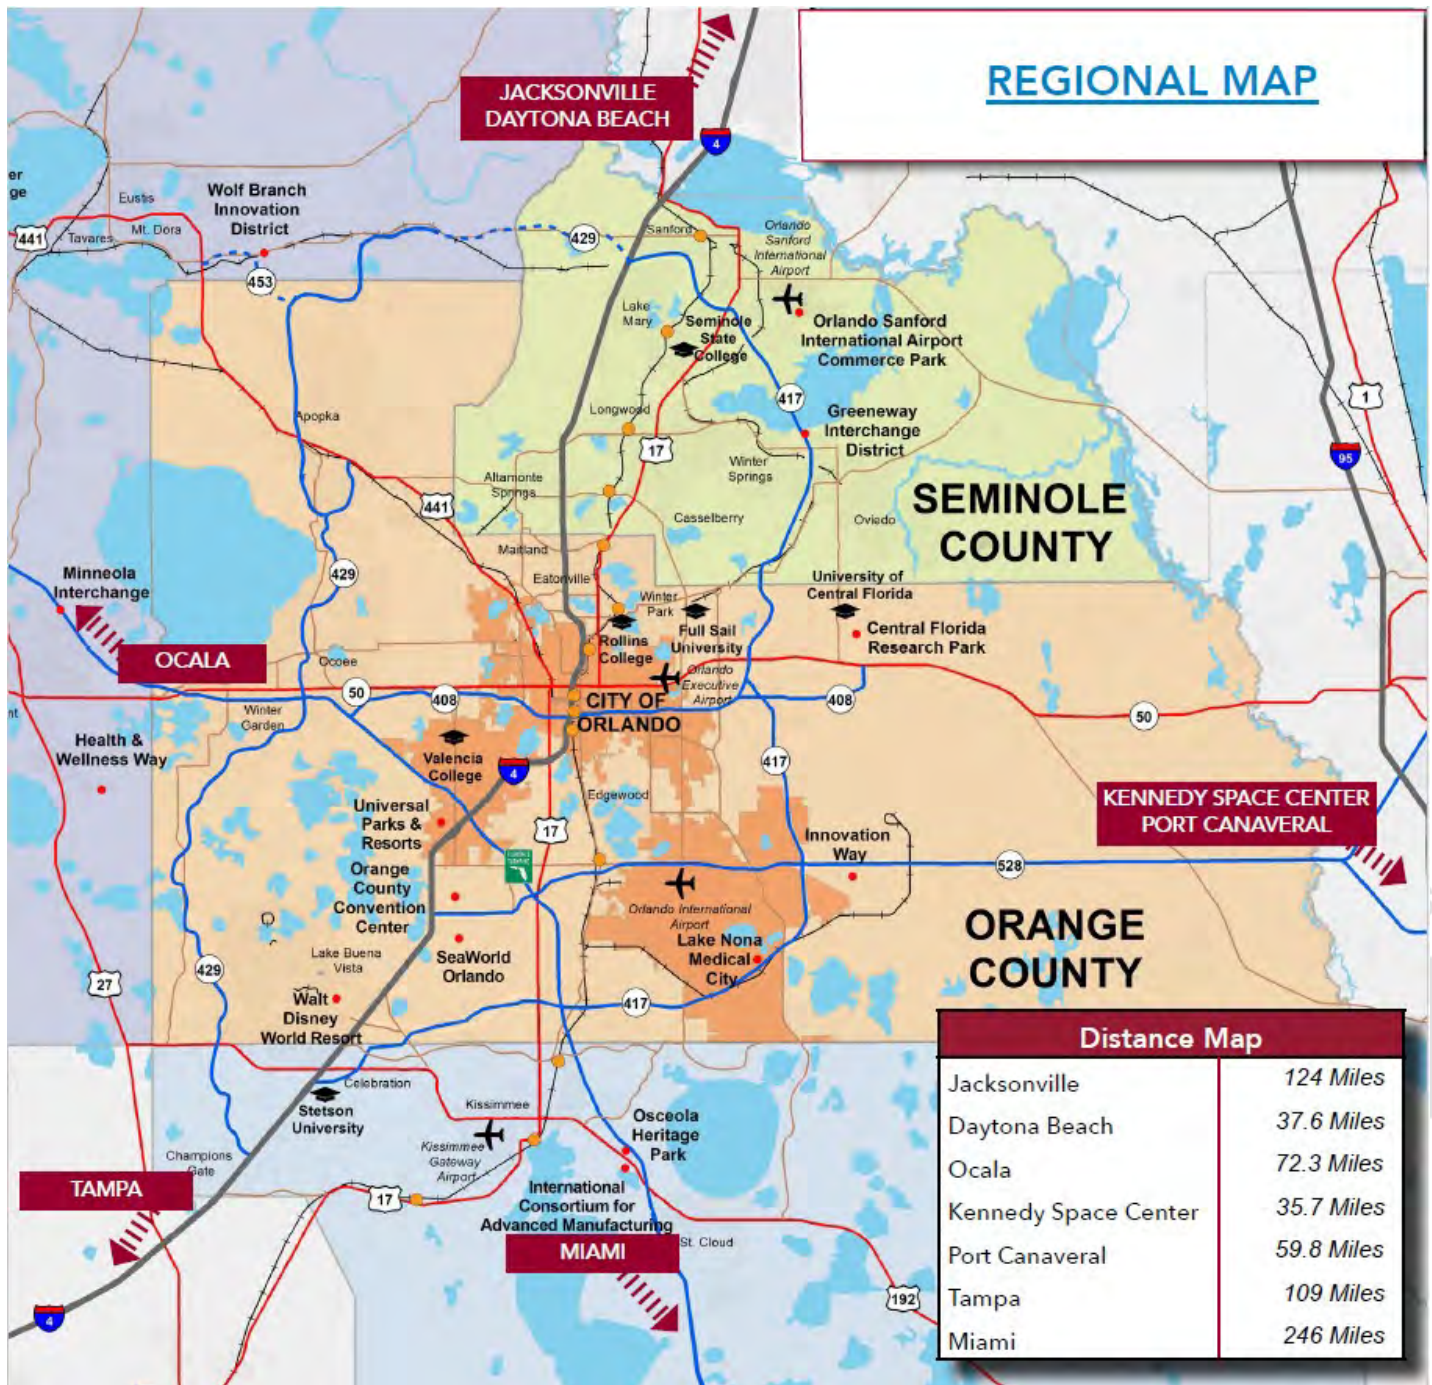 REGIONAL MAP
JACKSONVILLE
DAYTONA BEACH
4
er
ge
Eustis
Wolf Branch
Innovation
District
441
Tavares
Mt. Dora
453
429
Sanford
Orlando
Sanford
International
Airport
Lake
Mary
Seminole
State
College
Orlando Sanford
International Airport
Commerce Park
417
1
Apopka
Longwood
17
Greeneway
Interchange
District
95
Altamonte
Springs
Winter
Springs
441
Casselberry
Oviedo
SEMINOLE
COUNTY
Maitland
429
Eatonville
Minneola
Interchange
Winter
Park
University of
Central Florida
OCALA
Rollins
College
Full Sail
University
Central Florida
Research Park
Ocoee
Orlando
Executive
Airport
50
408
CITY OF
ORLANDO
408
50
nt
Winter
Garden
Health &
Wellness Way
Valencia
College
4
417
Edgewood
KENNEDY SPACE CENTER
PORT CANAVERAL
Universal
Parks &
Resorts
17
Innovation
Way
528
Orange
County
Convention
Center
Orlando International
Airport
ORANGE
COUNTY
Lake Nona
Medical
City
Lake Buena
Vista
SeaWorld
Orlando
429
27
Walt
Disney
World Resort
417
Celebration
Stetson
University
Kissimmee
Kissimmee
Gateway
Airport
Osceola
Heritage
Park
Champions
Gate
TAMPA
17
International
Consortium for
Advanced Manufacturing
MIAMI
St. Cloud
192
4
Distance Map
Jacksonville 124 Miles
Daytona Beach 37.6 Miles
Ocala 72.3 Miles
Kennedy Space Center 35.7 Miles
Port Canaveral 59.8 Miles
Tampa 109 Miles
Miami 246 Miles